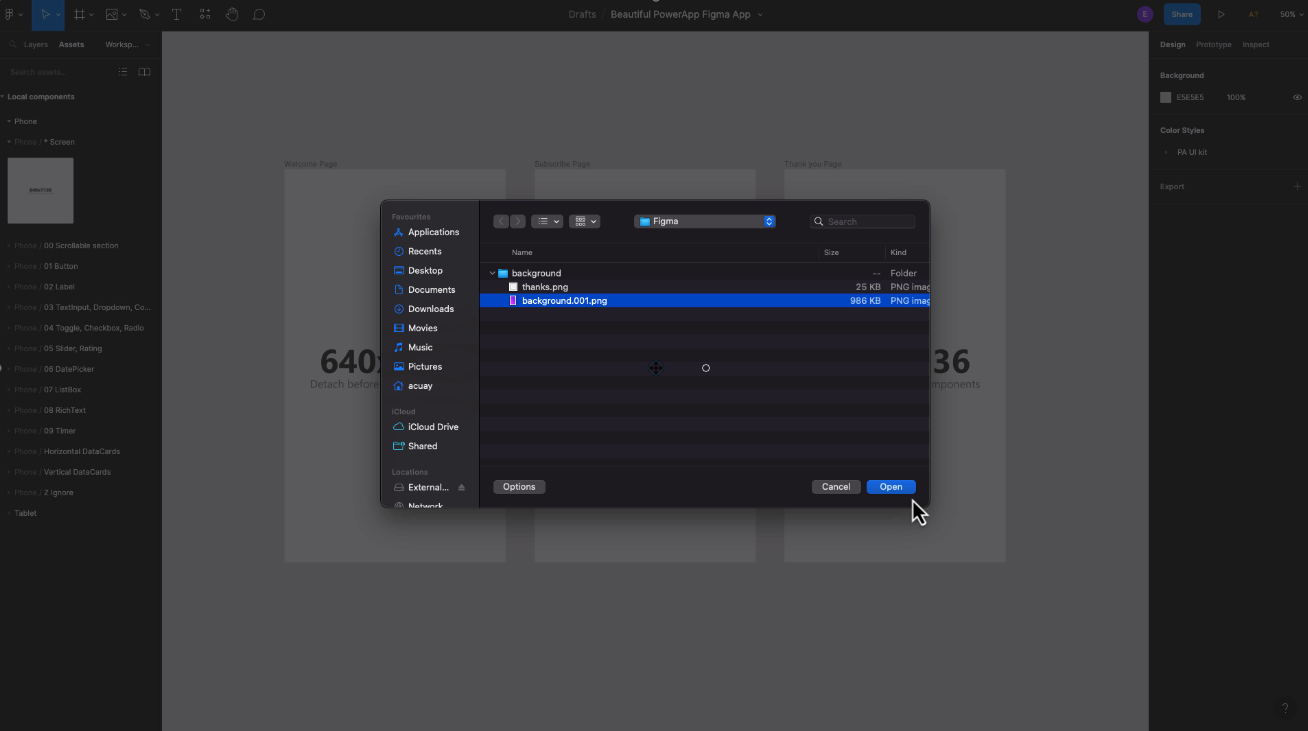 Drafts / Beautiful PowerApp Figma App
E
Share
A?
50%
Layers
Assets
Worksp...
Search assets..
Local components
Phone
Phone / * Screen
Phone / 00 Scrollable section
Phone / 01 Button
Phone / 02 Label
Phone / 03 TextInput, Dropdown, Co...
Phone / 04 Toggle, Checkbox, Radio
Phone / 05 Slider, Rating
Phone / 06 DatePicker
Phone / 07 ListBox
Phone / 08 RichText
Phone / 09 Timer
Phone / Horizontal DataCards
Phone / Vertical DataCards
Phone / Z Ignore
Tablet
Welcome Page
Subscribe Page
Thank you Page
640
Detach before
36
mponents
Favourites
Applications
Recents
Desktop
Documents
Downloads
Movies
Music
Pictures
acuay
iCloud
iCloud Drive
Shared
Locations
External...
Network
Figma
Search
Name
Size
Kind
background
--
Folder
thanks.png
25 KB
PNG imag
background.001.png
986 KB
PNG imag
Options
Cancel
Open
Design
Prototype
Inspect
Background
E5E5E5
100%
Color Styles
PA UI kit
Export
?